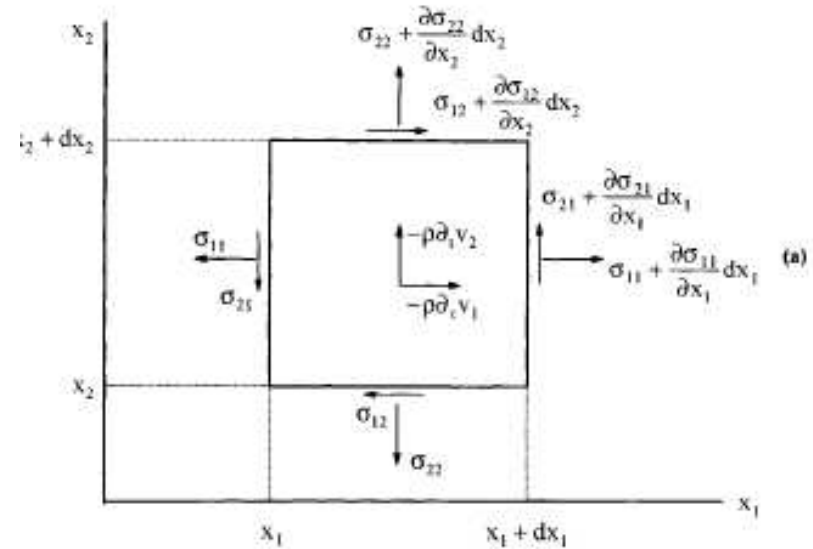 x₂
σ₂₂ + ∂σ₂₂/∂x₂ dx₂
σ₁₂ + ∂σ₁₂/∂x₂ dx₂
x₂ + dx₂
σ₂₁ + ∂σ₂₁/∂x₁ dx₁
σ₁₁
-ρ∂ₜv₂
(a)
σ₁₁ + ∂σ₁₁/∂x₁ dx₁
σ₂₁
-ρ∂ₜv₁
x₂
σ₁₂
σ₂₂
x₁
x₁
x₁ + dx₁